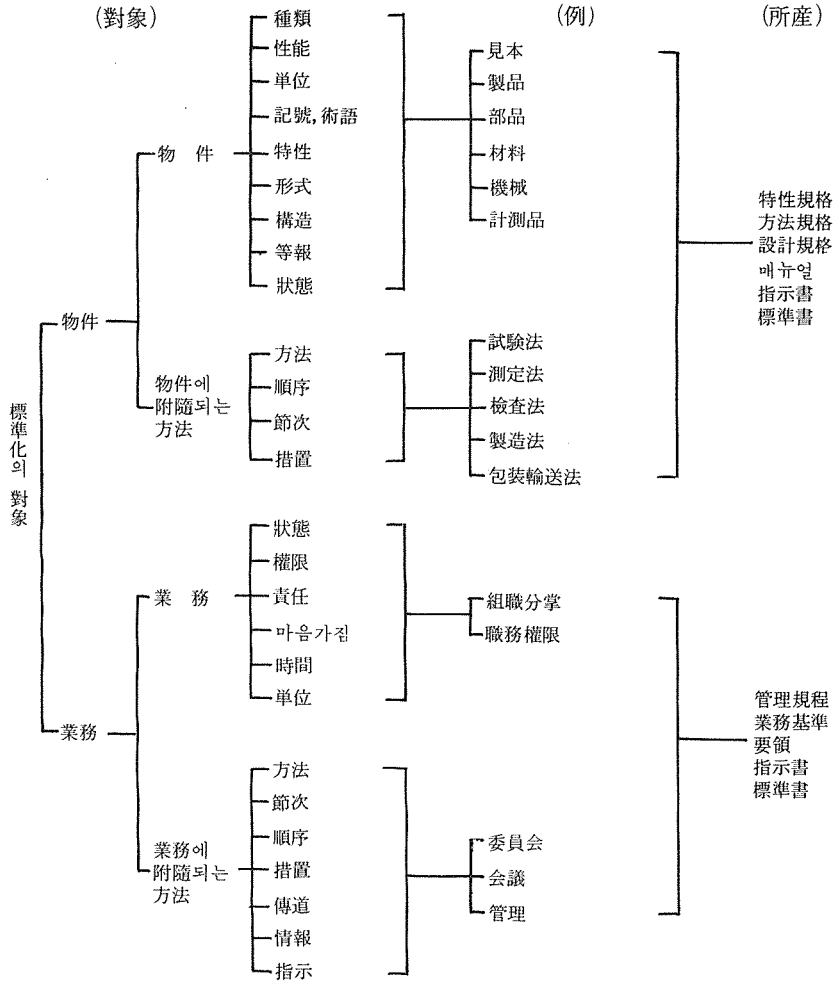 (對象)
(例)
(所産)
標準化의 對象
物件
物件
種類
性能
単位
記號,術語
特性
形式
構造
等報
狀態
見本
製品
部品
材料
機械
計測品
物件에
附隨되는
方法
方法
順序
節次
措置
試験法
測定法
檢査法
製造法
包装輸送法
特性規格
方法規格
設計規格
매뉴얼
指示書
標準書
業務
業務
狀態
權限
責任
마음가짐
時間
単位
組職分掌
職務權限
業務에
附隨되는
方法
方法
節次
順序
措置
傳道
情報
指示
委員会
会議
管理
管理規程
業務基準
要領
指示書
標準書